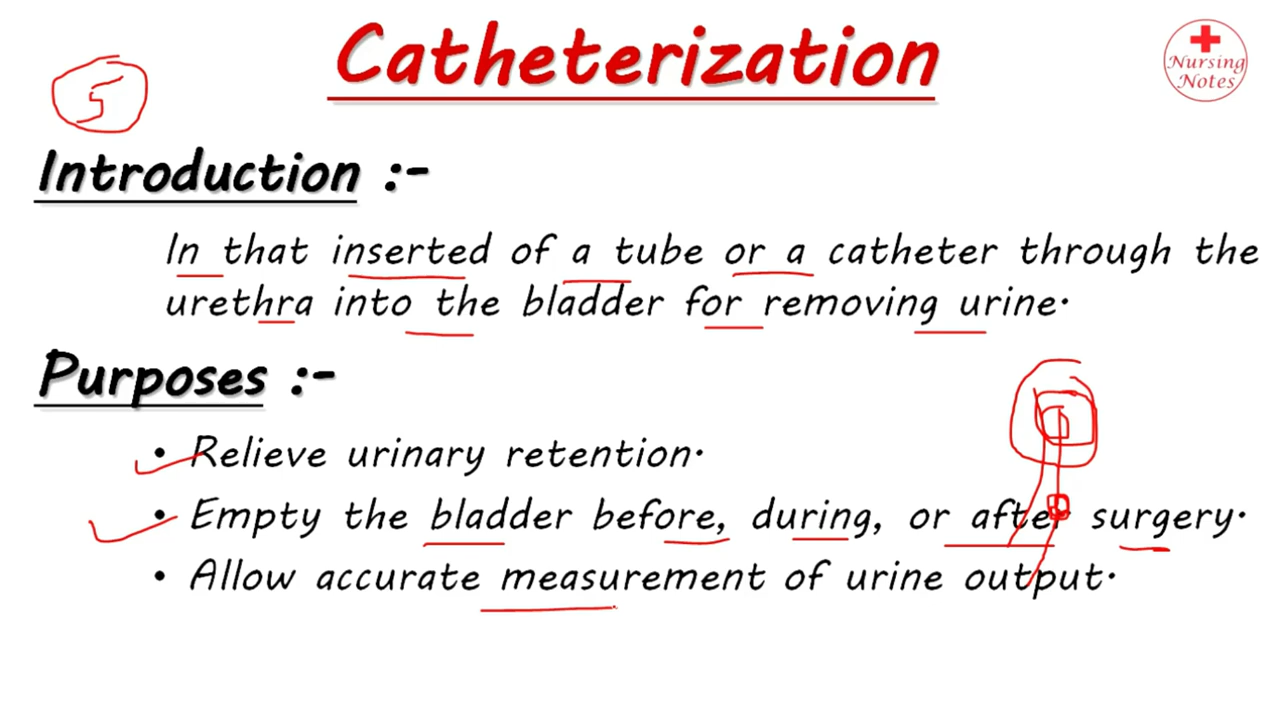 Catheterization
Nursing
Notes
5
Introduction :-
In that inserted of a tube or a catheter through the
urethra into the bladder for removing urine.
Purposes :-
• Relieve urinary retention.
• Empty the bladder before, during, or after surgery.
• Allow accurate measurement of urine output.